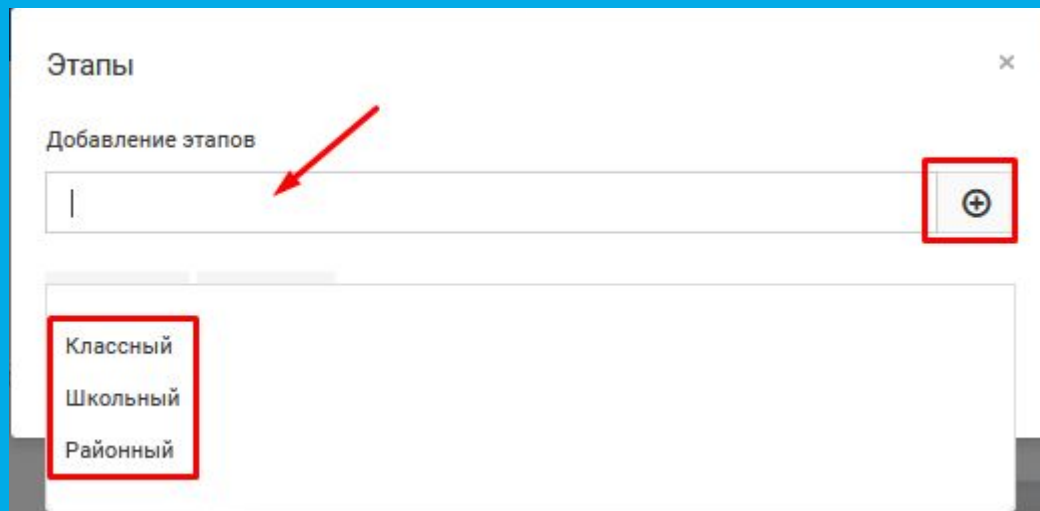 Этапы
Добавление этапов
Классный
Школьный
Районный